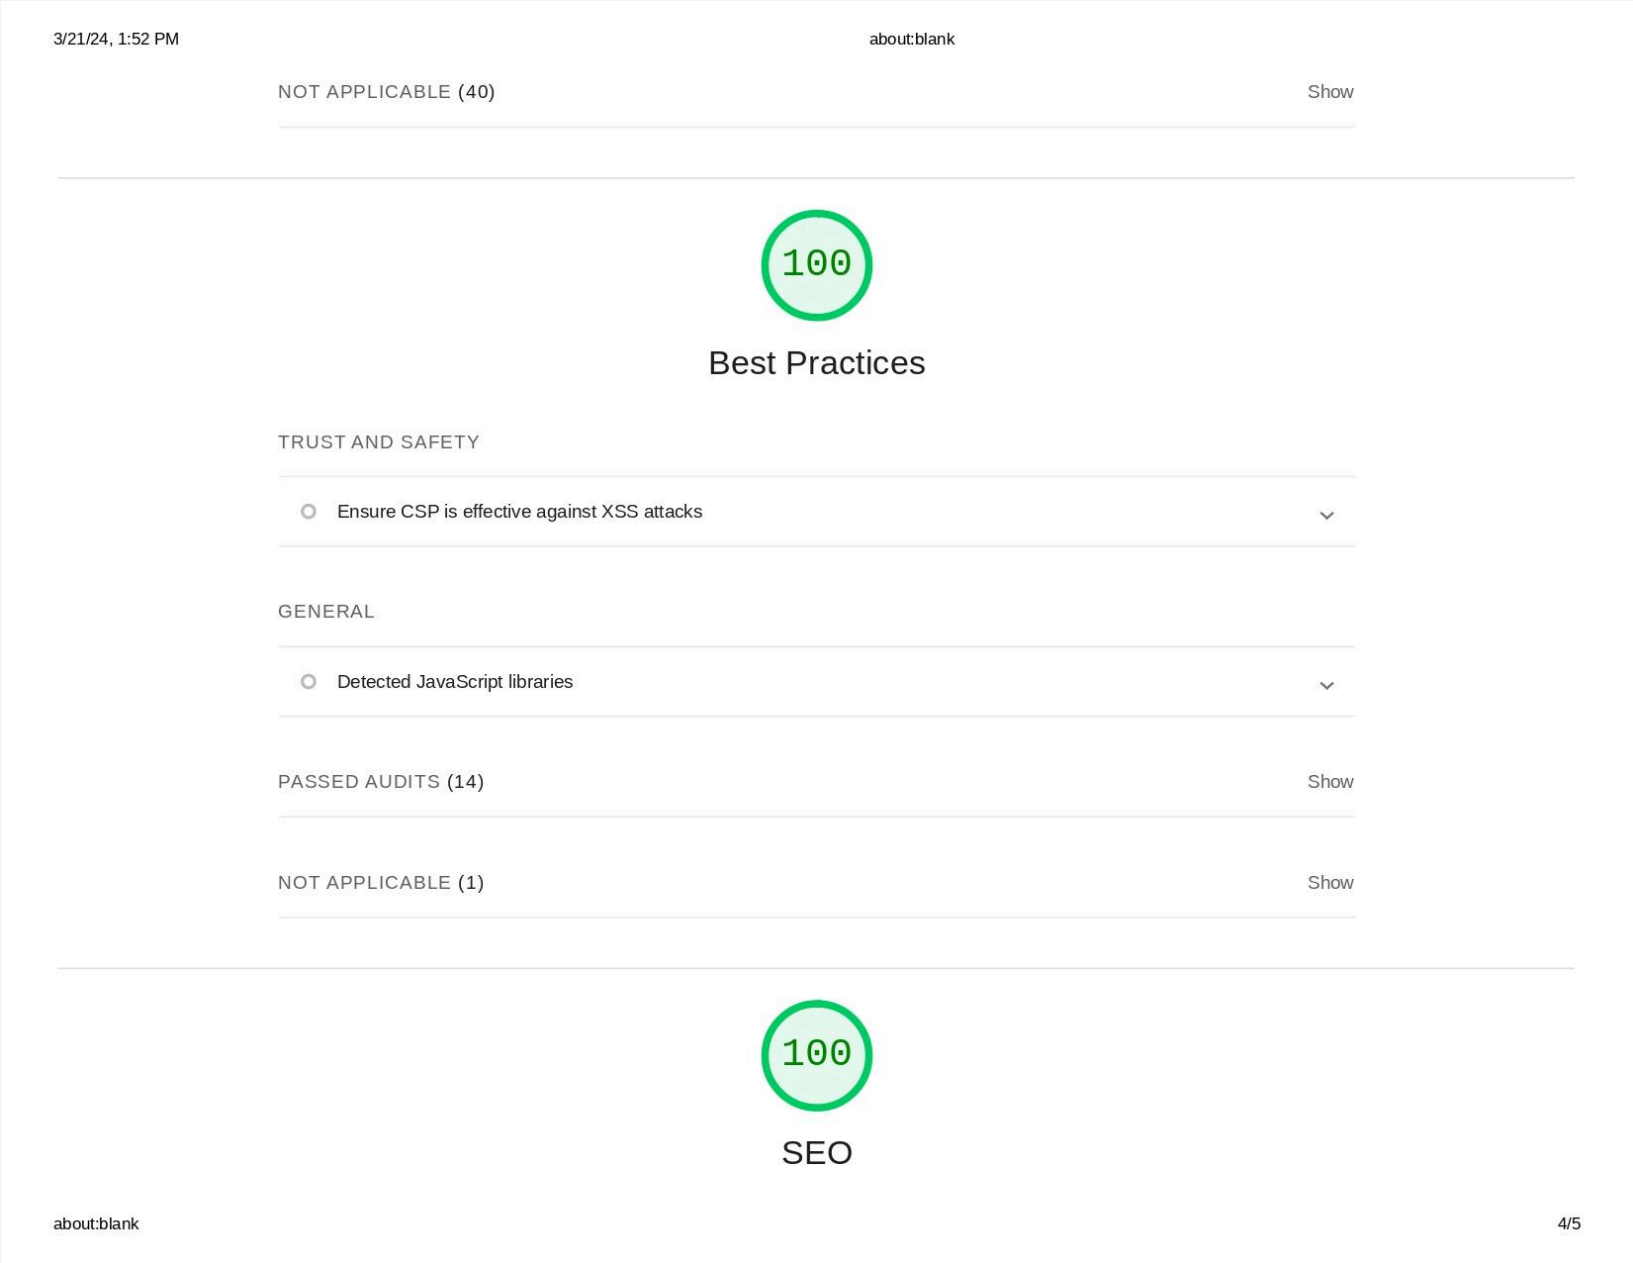 3/21/24, 1:52 PM about:blank
NOT APPLICABLE (40) Show
100
Best Practices
TRUST AND SAFETY
Ensure CSP is effective against XSS attacks
GENERAL
Detected JavaScript libraries
PASSED AUDITS (14) Show
NOT APPLICABLE (1) Show
100
SEO
about:blank 4/5